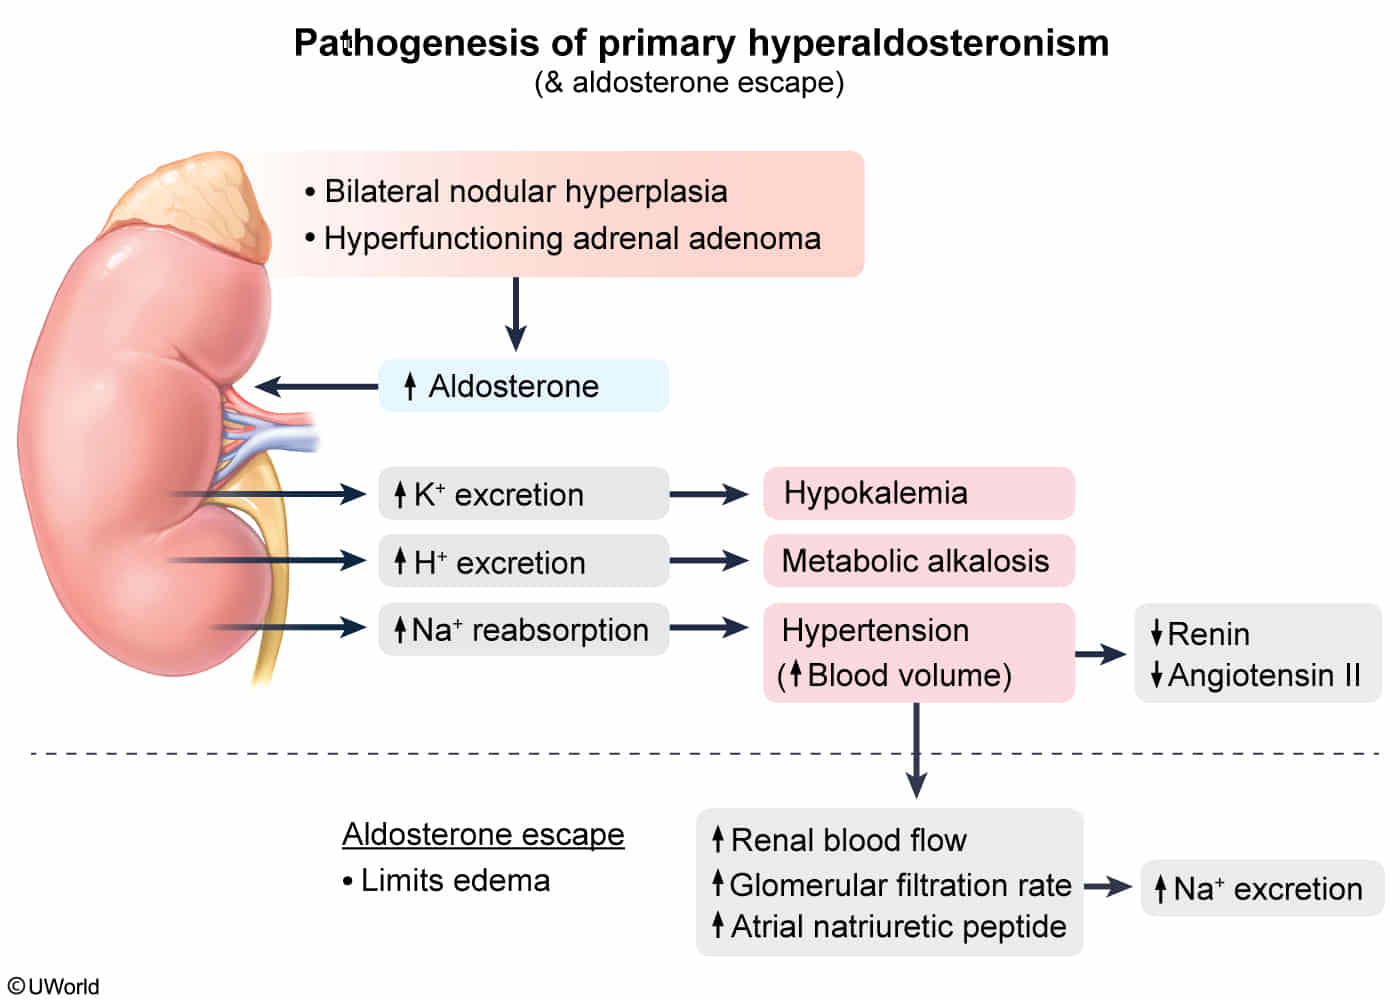 Pathogenesis of primary hyperaldosteronism
(& aldosterone escape)
• Bilateral nodular hyperplasia
• Hyperfunctioning adrenal adenoma
↑ Aldosterone
↑ K⁺ excretion
Hypokalemia
↑ H⁺ excretion
Metabolic alkalosis
↑ Na⁺ reabsorption
Hypertension
(↑ Blood volume)
↓ Renin
↓ Angiotensin II
Aldosterone escape
• Limits edema
↑ Renal blood flow
↑ Glomerular filtration rate
↑ Atrial natriuretic peptide
↑ Na⁺ excretion
©UWorld